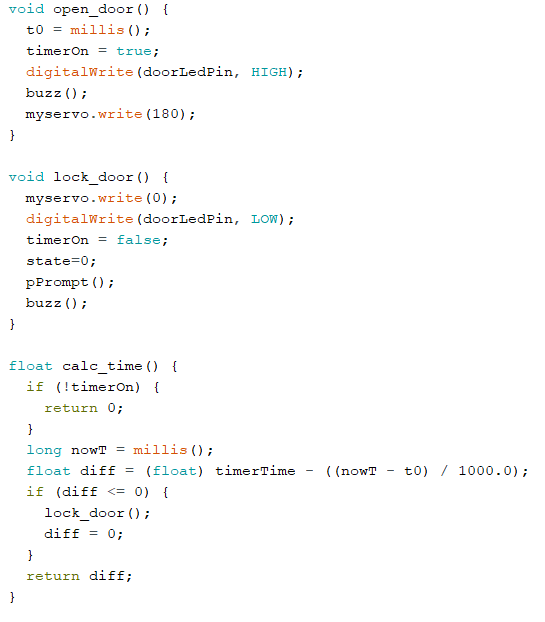 void open_door() {
  t0 = millis();
  timerOn = true;
  digitalWrite(doorLedPin, HIGH);
  buzz();
  myservo.write(180);
}

void lock_door() {
  myservo.write(0);
  digitalWrite(doorLedPin, LOW);
  timerOn = false;
  state=0;
  pPrompt();
  buzz();
}

float calc_time() {
  if (!timerOn) {
    return 0;
  }
  long nowT = millis();
  float diff = (float) timerTime - ((nowT - t0) / 1000.0);
  if (diff <= 0) {
    lock_door();
    diff = 0;
  }
  return diff;
}